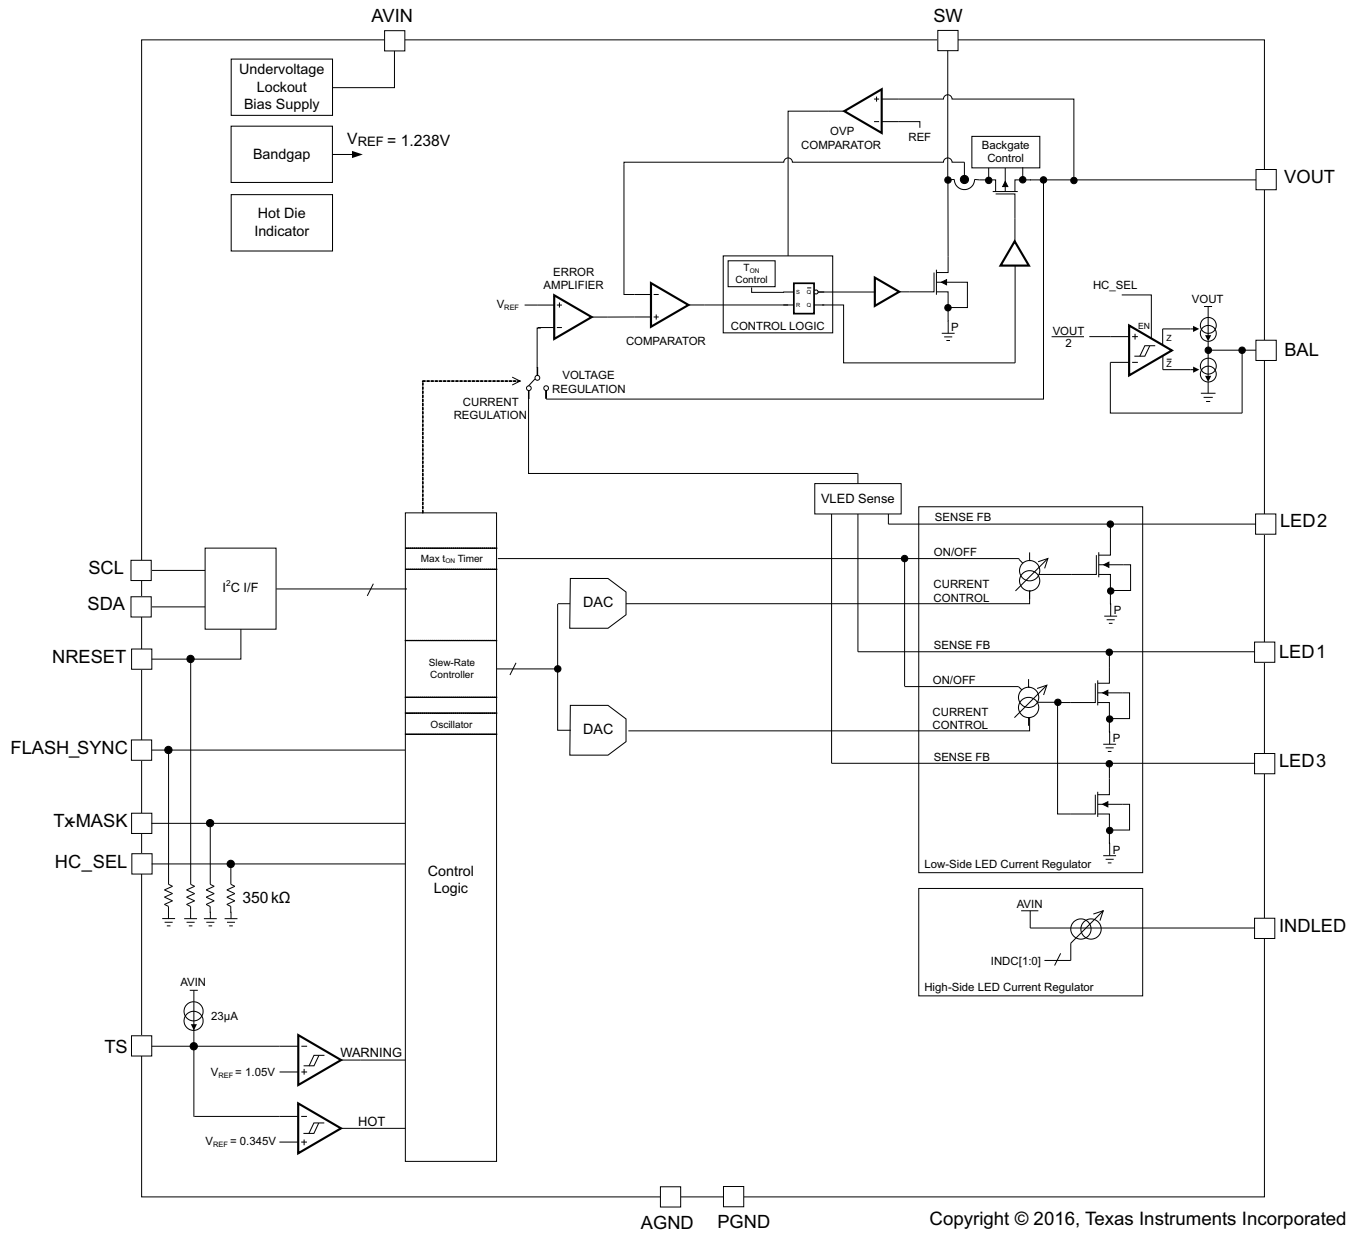 AVIN
SW
Undervoltage
Lockout
Bias Supply
Bandgap
VREF = 1.238V
Hot Die
Indicator
OVP
COMPARATOR
+
−
REF
Backgate
Control
VOUT
ERROR
AMPLIFIER
VREF
+
−
−
+
COMPARATOR
TON
Control
S
Q
R
Q
CONTROL LOGIC
P
HC_SEL
VOUT
EN
VOUT
2
+
−
Z
Z
BAL
VOLTAGE
REGULATION
CURRENT
REGULATION
VLED Sense
SENSE FB
LED2
ON/OFF
CURRENT
CONTROL
P
SCL
SDA
I²C I/F
NRESET
Max tON Timer
DAC
Slew-Rate
Controller
SENSE FB
LED1
ON/OFF
CURRENT
CONTROL
P
Oscillator
DAC
FLASH_SYNC
SENSE FB
LED3
Tx-MASK
HC_SEL
350 kΩ
Control
Logic
P
Low-Side LED Current Regulator
AVIN
INDC[1:0]
INDLED
High-Side LED Current Regulator
AVIN
23µA
TS
−
+
WARNING
VREF = 1.05V
−
+
HOT
VREF = 0.345V
AGND
PGND
Copyright © 2016, Texas Instruments Incorporated